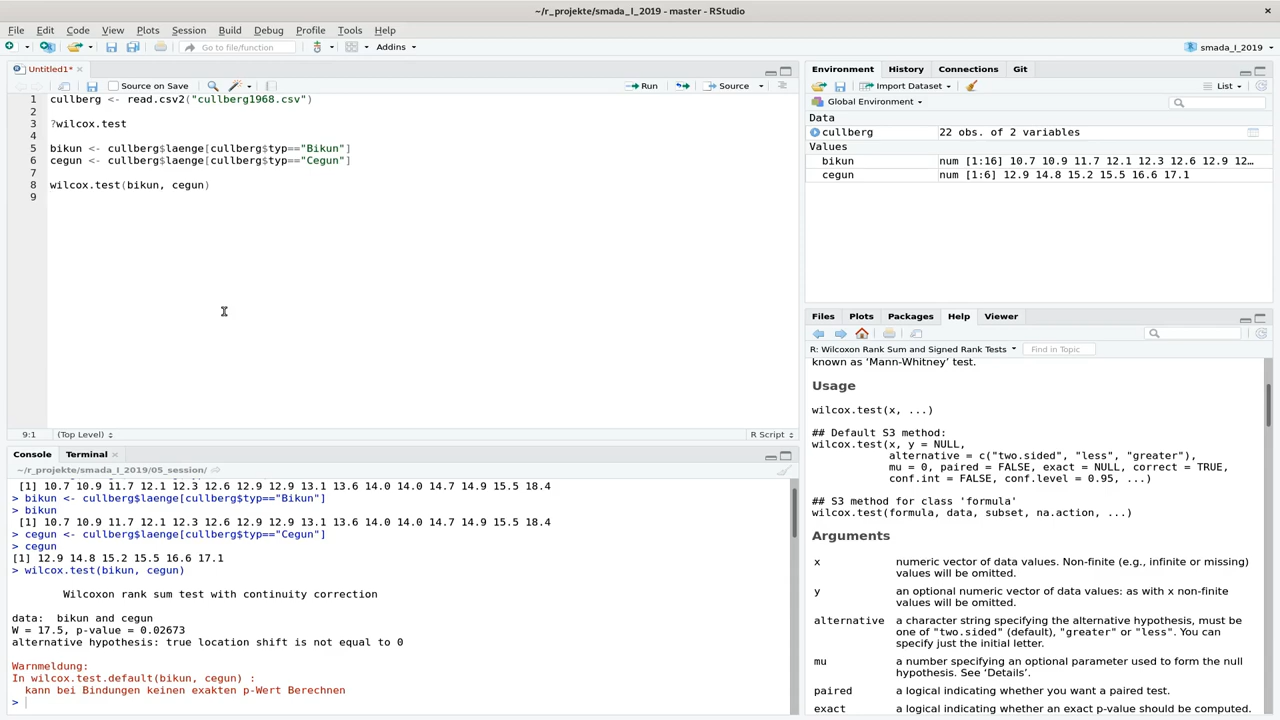 ~/r_projekte/smada_I_2019 - master - RStudio
File Edit Code View Plots Session Build Debug Profile Tools Help
Go to file/function Addins smada_I_2019
Untitled1*
Source on Save Run Source
1 cullberg <- read.csv2("cullberg1968.csv")
2
3 ?wilcox.test
4
5 bikun <- cullberg$laenge[cullberg$typ=="Bikun"]
6 cegun <- cullberg$laenge[cullberg$typ=="Cegun"]
7
8 wilcox.test(bikun, cegun)
9
9:1 (Top Level) R Script
Console Terminal
~/r_projekte/smada_I_2019/05_session/
[1] 10.7 10.9 11.7 12.1 12.3 12.6 12.9 12.9 13.1 13.6 14.0 14.0 14.7 14.9 15.5 18.4
> bikun <- cullberg$laenge[cullberg$typ=="Bikun"]
> bikun
[1] 10.7 10.9 11.7 12.1 12.3 12.6 12.9 12.9 13.1 13.6 14.0 14.0 14.7 14.9 15.5 18.4
> cegun <- cullberg$laenge[cullberg$typ=="Cegun"]
> cegun
[1] 12.9 14.8 15.2 15.5 16.6 17.1
> wilcox.test(bikun, cegun)
Wilcoxon rank sum test with continuity correction
data:  bikun and cegun
W = 17.5, p-value = 0.02673
alternative hypothesis: true location shift is not equal to 0
Warnmeldung:
In wilcox.test.default(bikun, cegun) :
kann bei Bindungen keinen exakten p-Wert Berechnen
>
Environment History Connections Git
Import Dataset List
Global Environment
Data
cullberg 22 obs. of 2 variables
Values
bikun num [1:16] 10.7 10.9 11.7 12.1 12.3 12.6 12.9 12…
cegun num [1:6] 12.9 14.8 15.2 15.5 16.6 17.1
Files Plots Packages Help Viewer
R: Wilcoxon Rank Sum and Signed Rank Tests Find in Topic
known as ‘Mann-Whitney’ test.
Usage
wilcox.test(x, ...)
## Default S3 method:
wilcox.test(x, y = NULL,
alternative = c("two.sided", "less", "greater"),
mu = 0, paired = FALSE, exact = NULL, correct = TRUE,
conf.int = FALSE, conf.level = 0.95, ...)
## S3 method for class 'formula'
wilcox.test(formula, data, subset, na.action, ...)
Arguments
x numeric vector of data values. Non-finite (e.g., infinite or missing)
values will be omitted.
y an optional numeric vector of data values: as with x non-finite
values will be omitted.
alternative a character string specifying the alternative hypothesis, must be
one of "two.sided" (default), "greater" or "less". You can
specify just the initial letter.
mu a number specifying an optional parameter used to form the null
hypothesis. See ‘Details’.
paired a logical indicating whether you want a paired test.
exact a logical indicating whether an exact p-value should be computed.